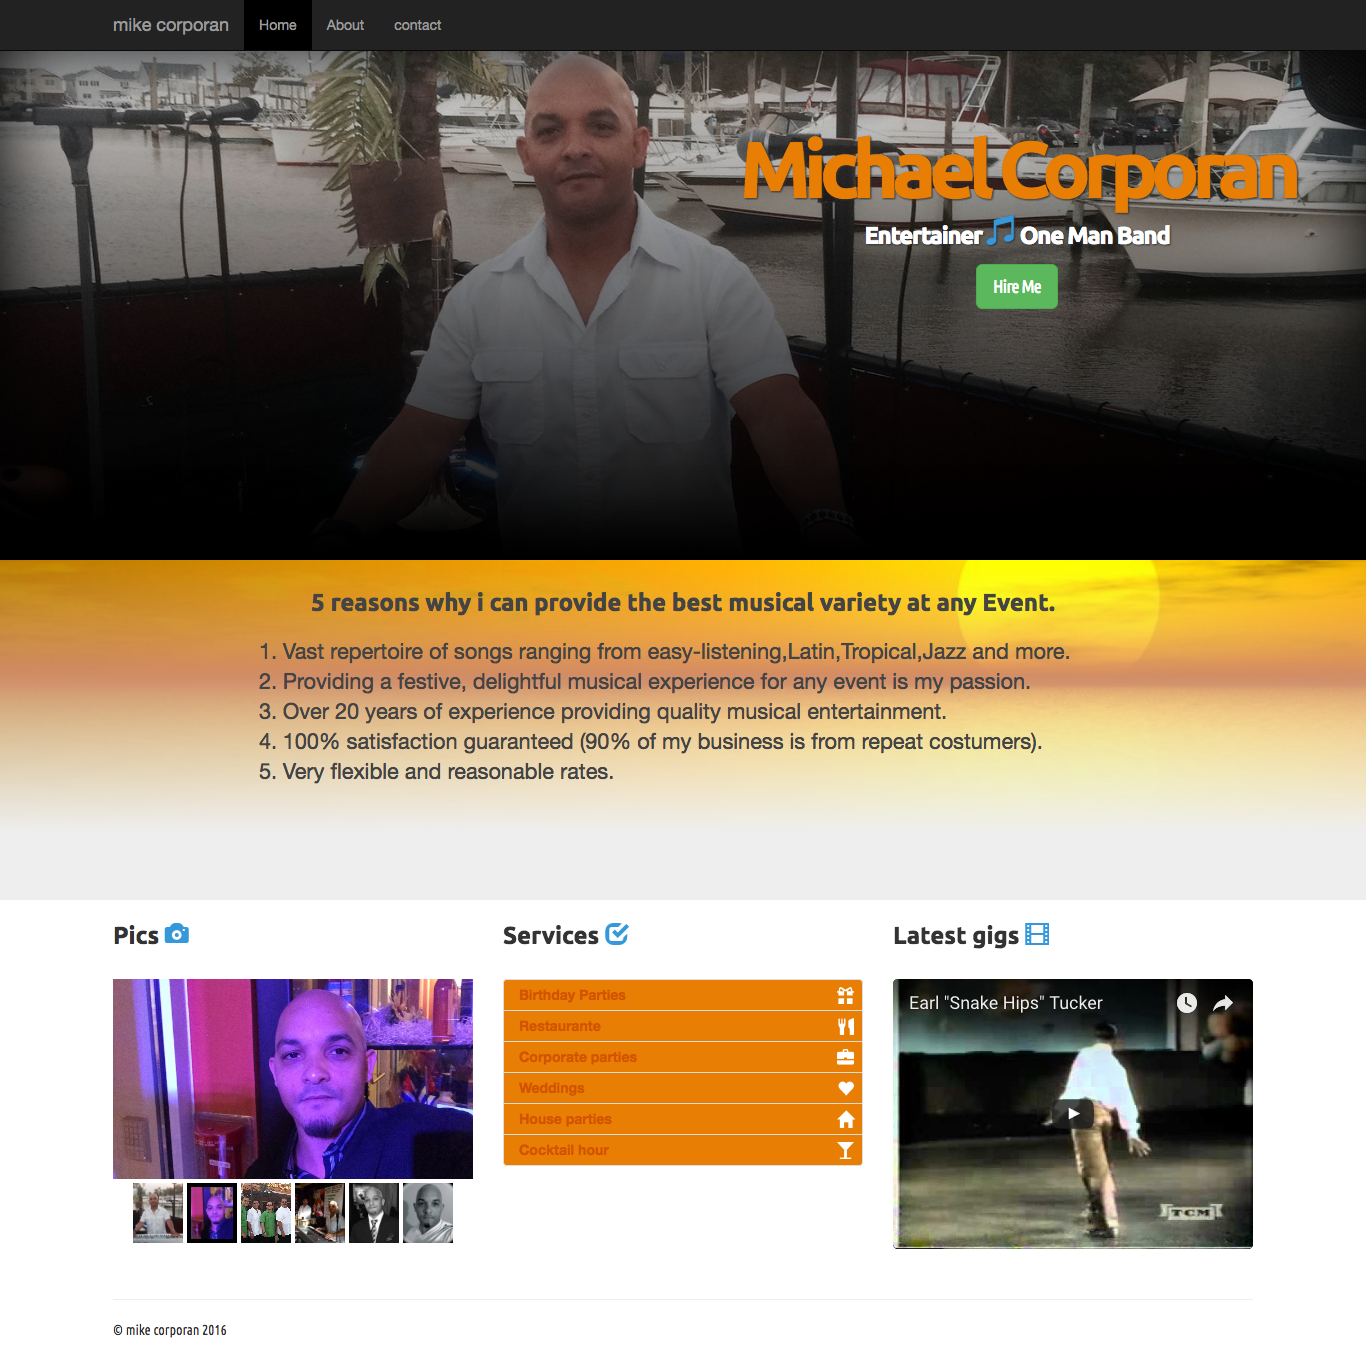 mike corporan
Home
About
contact
Michael Corporan
Entertainer One Man Band
Hire Me
5 reasons why i can provide the best musical variety at any Event.
1. Vast repertoire of songs ranging from easy-listening,Latin,Tropical,Jazz and more.
2. Providing a festive, delightful musical experience for any event is my passion.
3. Over 20 years of experience providing quality musical entertainment.
4. 100% satisfaction guaranteed (90% of my business is from repeat costumers).
5. Very flexible and reasonable rates.
Pics
Services
Birthday Parties
Restaurante
Corporate parties
Weddings
House parties
Cocktail hour
Latest gigs
Earl "Snake Hips" Tucker
TCM
© mike corporan 2016